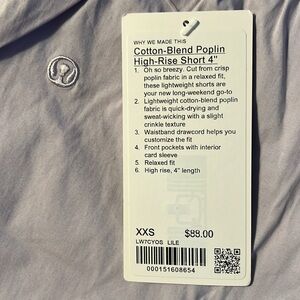 WHY WE MADE THIS
Cotton-Blend Poplin
High-Rise Short 4"
1. Oh so breezy. Cut from crisp
poplin fabric in a relaxed fit,
these lightweight shorts are
your new long-weekend go-to
2. Lightweight cotton-blend poplin
fabric is quick-drying and
sweat-wicking with a slight
crinkle texture
3. Waistband drawcord helps you
customize the fit
4. Front pockets with interior
card sleeve
5. Relaxed fit
6. High rise, 4" length
XXS $88.00
LW7CYOS LILE
000151608654